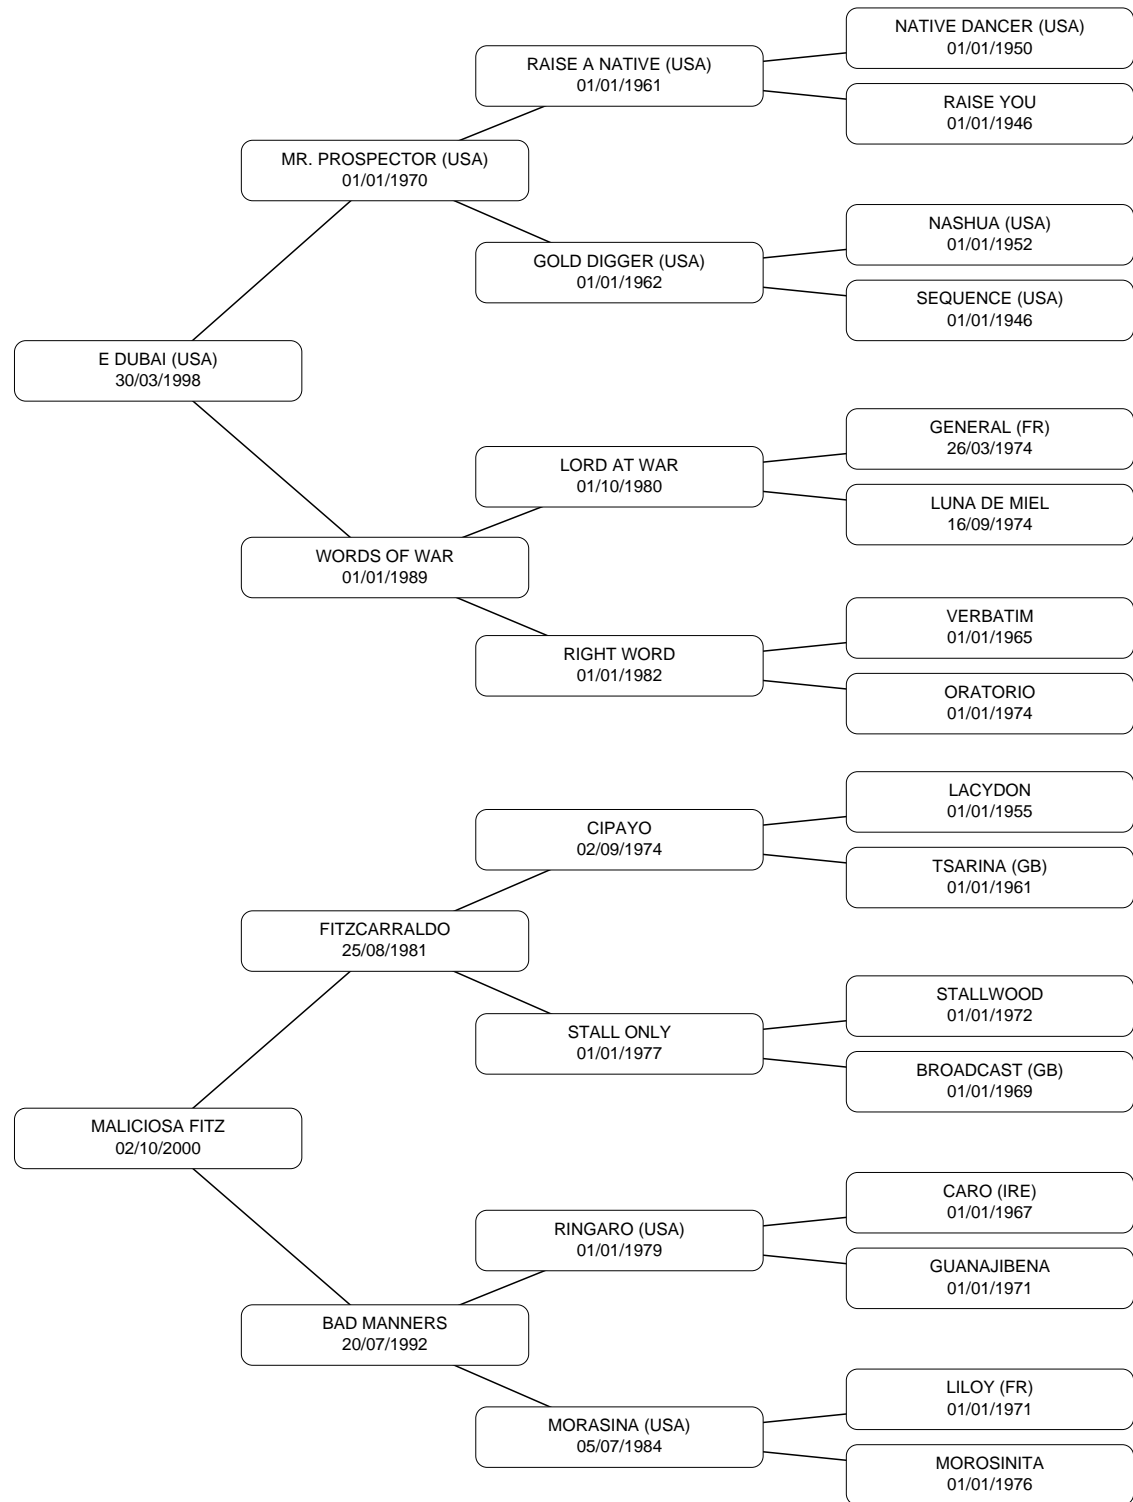 NATIVE DANCER (USA)
01/01/1950
RAISE A NATIVE (USA)
01/01/1961
RAISE YOU
01/01/1946
MR. PROSPECTOR (USA)
01/01/1970
NASHUA (USA)
01/01/1952
GOLD DIGGER (USA)
01/01/1962
SEQUENCE (USA)
01/01/1946
E DUBAI (USA)
30/03/1998
GENERAL (FR)
26/03/1974
LORD AT WAR
01/10/1980
LUNA DE MIEL
16/09/1974
WORDS OF WAR
01/01/1989
VERBATIM
01/01/1965
RIGHT WORD
01/01/1982
ORATORIO
01/01/1974
LACYDON
01/01/1955
CIPAYO
02/09/1974
TSARINA (GB)
01/01/1961
FITZCARRALDO
25/08/1981
STALLWOOD
01/01/1972
STALL ONLY
01/01/1977
BROADCAST (GB)
01/01/1969
MALICIOSA FITZ
02/10/2000
CARO (IRE)
01/01/1967
RINGARO (USA)
01/01/1979
GUANAJIBENA
01/01/1971
BAD MANNERS
20/07/1992
LILOY (FR)
01/01/1971
MORASINA (USA)
05/07/1984
MOROSINITA
01/01/1976